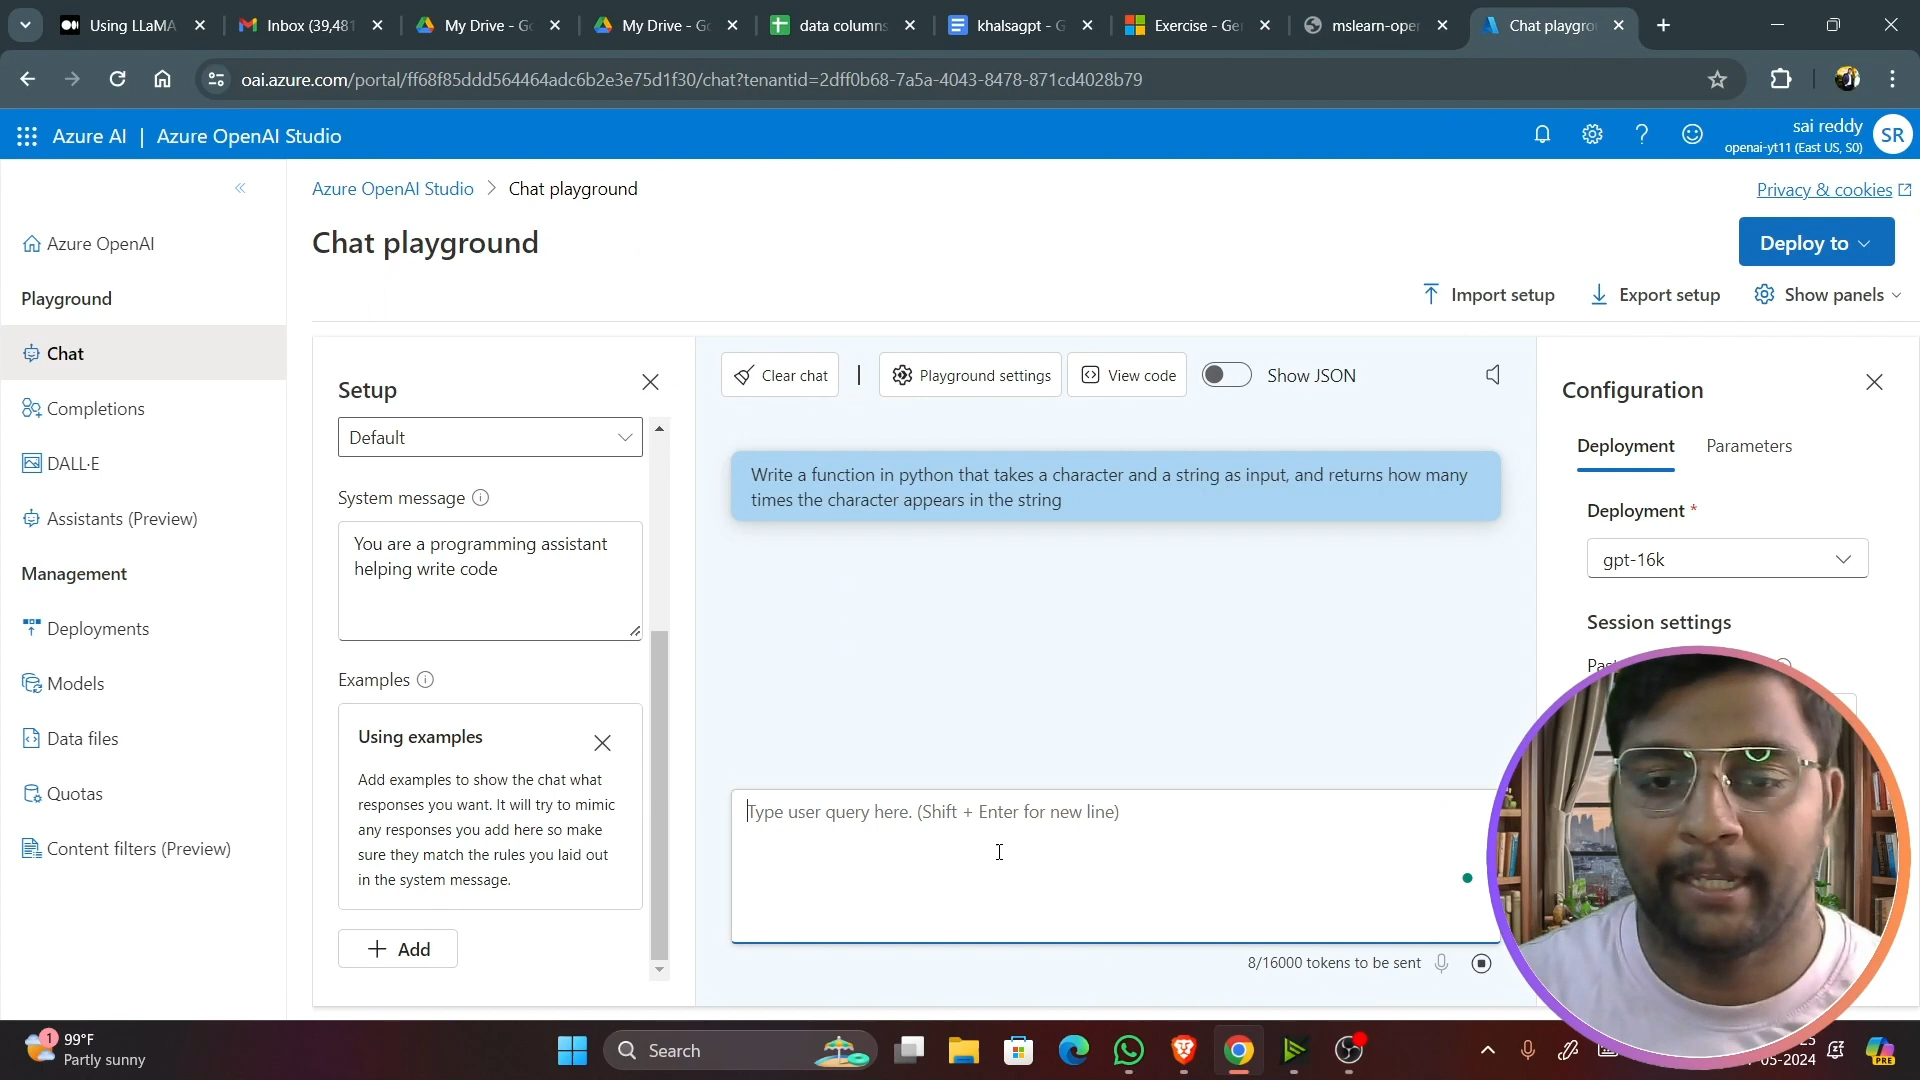 Using LLaMA
Inbox (39,481
My Drive - Go
My Drive - Go
data columns
khalsagpt - G
Exercise - Ge
mslearn-oper
Chat playgro
oai.azure.com/portal/ff68f85ddd564464adc6b2e3e75d1f30/chat?tenantid=2dff0b68-7a5a-4043-8478-871cd4028b79
Azure AI | Azure OpenAI Studio
sai reddy
openai-yt11 (East US, S0)
SR
Azure OpenAI Studio > Chat playground
Privacy & cookies
Chat playground
Deploy to
Import setup
Export setup
Show panels
Azure OpenAI
Playground
Chat
Completions
DALL·E
Assistants (Preview)
Management
Deployments
Models
Data files
Quotas
Content filters (Preview)
Setup
Default
System message
You are a programming assistant
helping write code
Examples
Using examples
Add examples to show the chat what
responses you want. It will try to mimic
any responses you add here so make
sure they match the rules you laid out
in the system message.
Add
Clear chat
Playground settings
View code
Show JSON
Write a function in python that takes a character and a string as input, and returns how many
times the character appears in the string
Type user query here. (Shift + Enter for new line)
8/16000 tokens to be sent
Configuration
Deployment
Parameters
Deployment *
gpt-16k
Session settings
1
99°F
Partly sunny
Search
05-2024
PRE